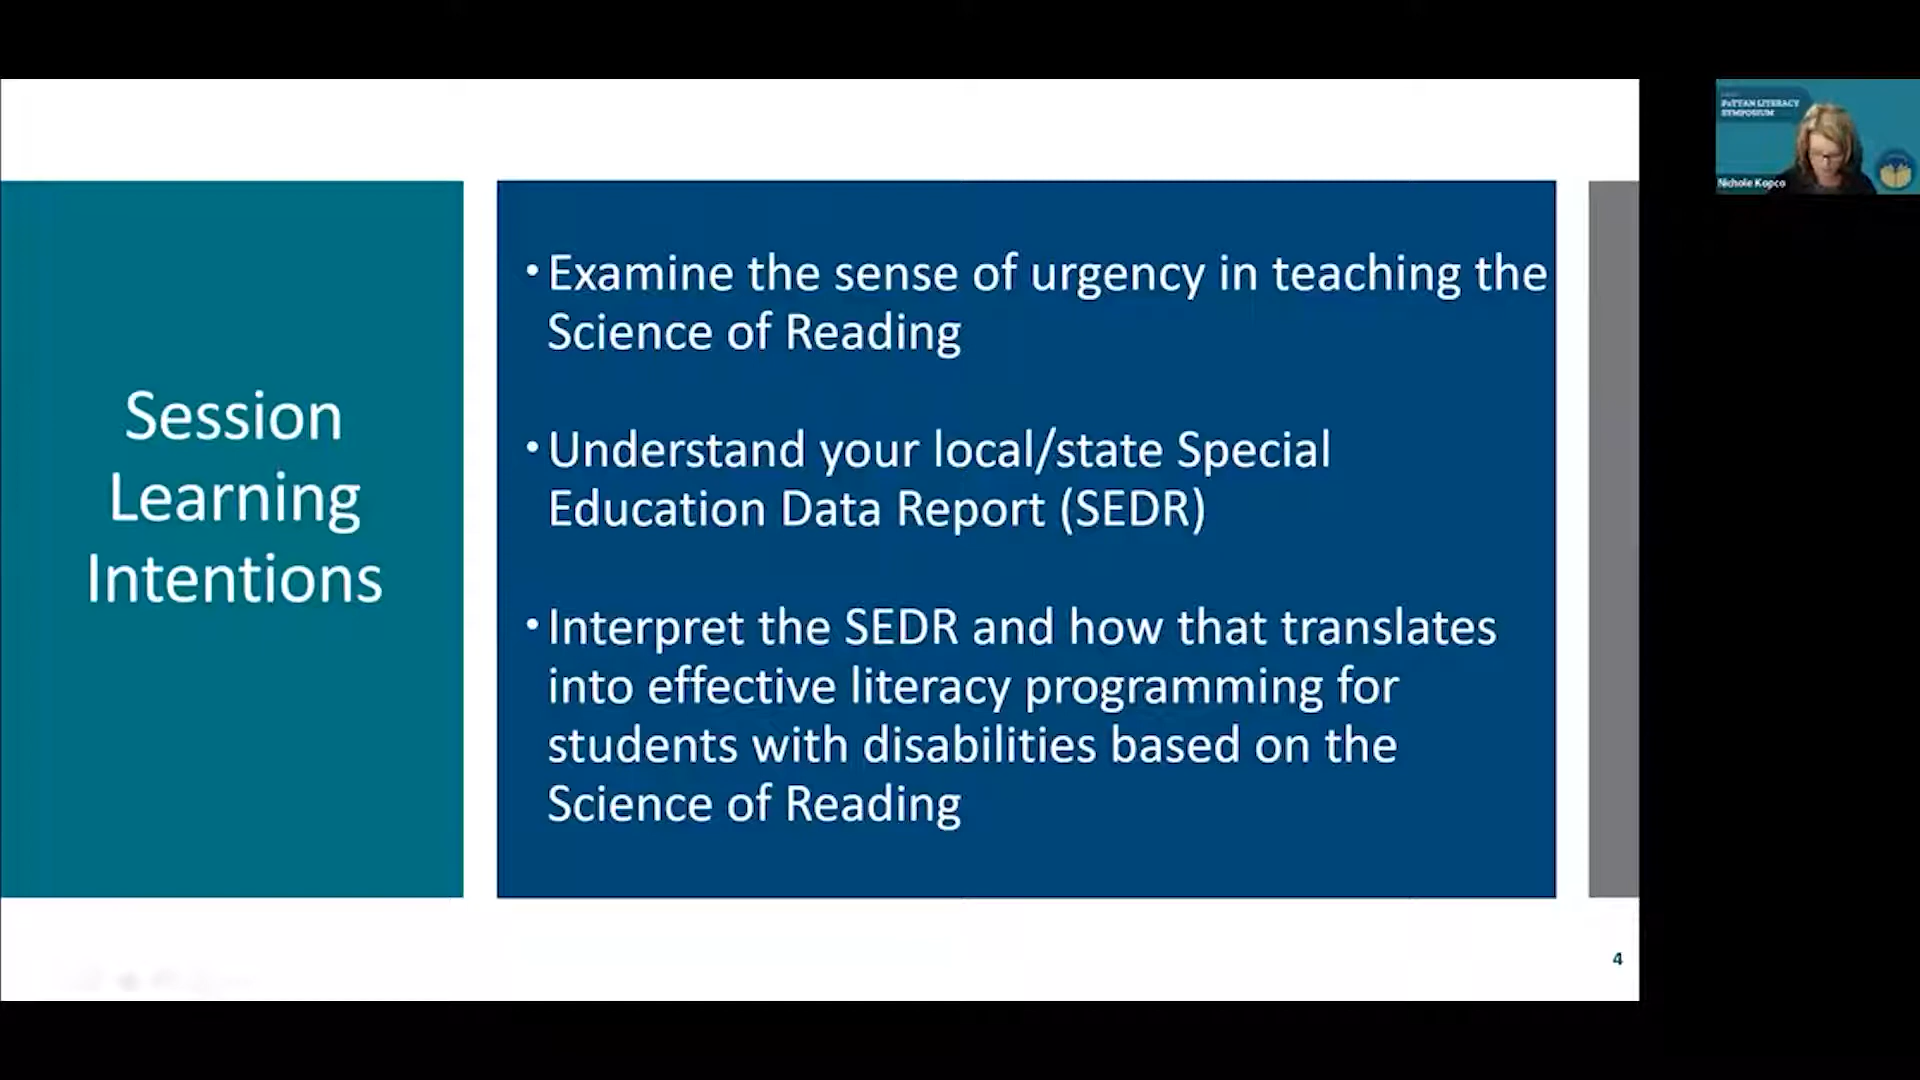 Session
Learning
Intentions
• Examine the sense of urgency in teaching the
Science of Reading
• Understand your local/state Special
Education Data Report (SEDR)
• Interpret the SEDR and how that translates
into effective literacy programming for
students with disabilities based on the
Science of Reading
4
PaTTAN LITERACY
SYMPOSIUM
Nichole Kopco